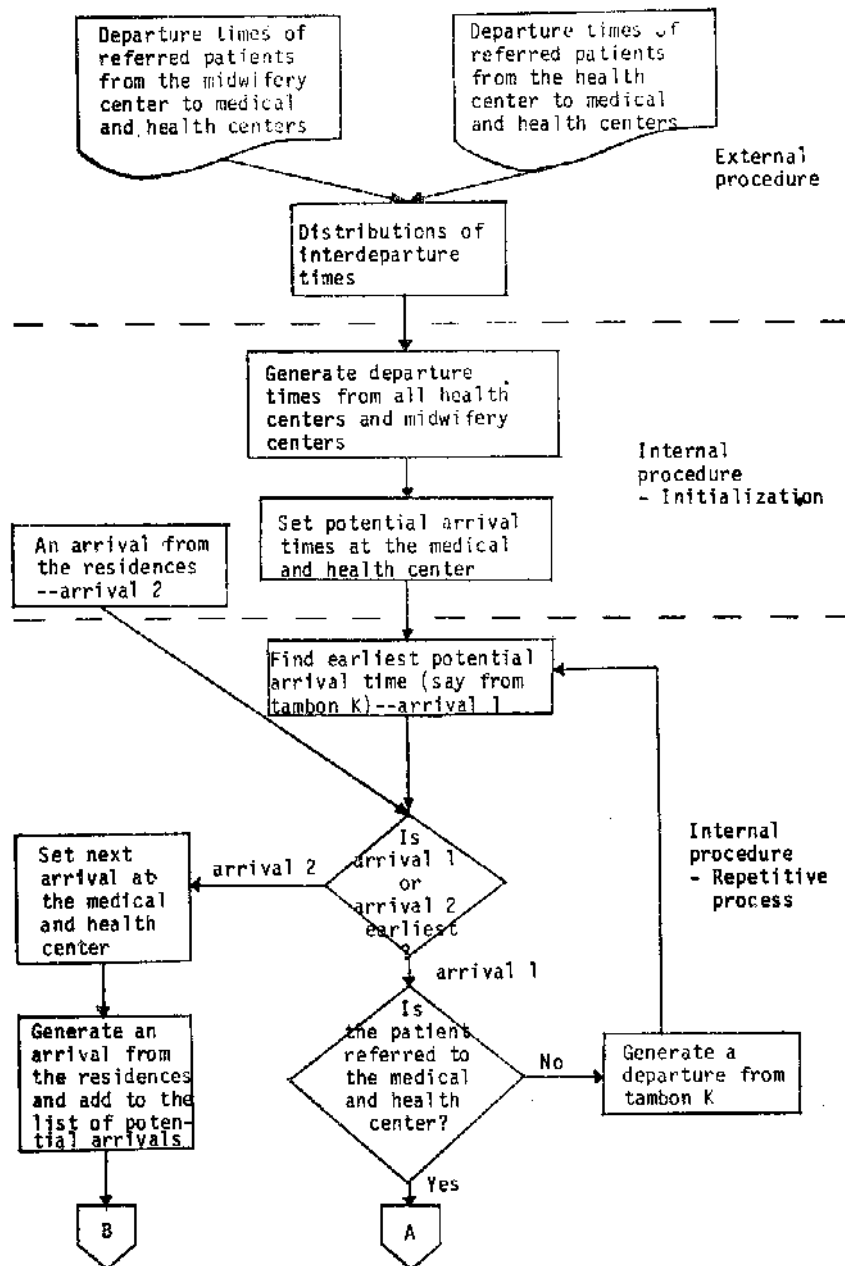 Departure times of
referred patients
from the midwifery
center to medical
and health centers
Departure times of
referred patients
from the health
center to medical
and health centers
External
procedure
Distributions of
interdeparture
times
Generate departure
times from all health
centers and midwifery
centers
Internal
procedure
- Initialization
Set potential arrival
times at the medical
and health center
An arrival from
the residences
--arrival 2
Find earliest potential
arrival time (say from
tambon K)--arrival 1
Is
arrival 1
or
arrival 2
earliest
?
arrival 2
Set next
arrival at
the medical
and health
center
Internal
procedure
- Repetitive
process
arrival 1
Generate an
arrival from
the residences
and add to the
list of poten-
tial arrivals
Is
the patient
referred to
the medical
and health
center?
No
Generate a
departure from
tambon K
Yes
B
A